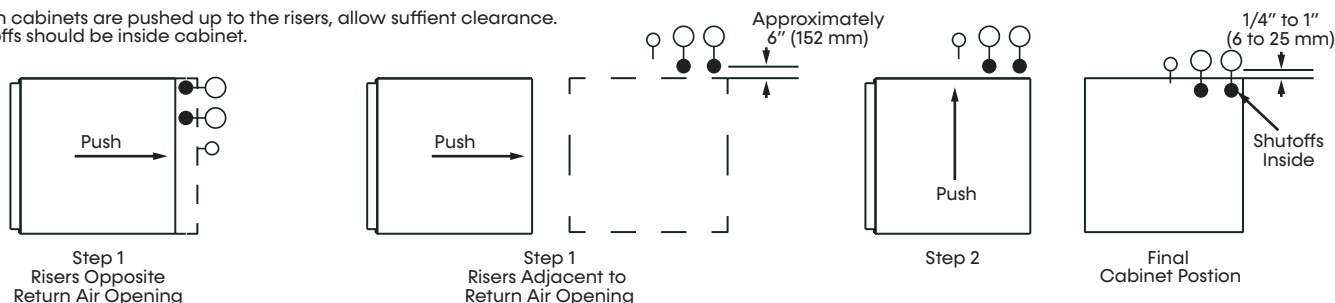 cabinets are pushed up to the risers, allow suffient clearance.
should be inside cabinet.
Approximately
6” (152 mm)
1/4” to 1”
(6 to 25 mm)
Push
Push
Push
Shutoffs
Inside
Step 1
Risers Opposite
Return Air Opening
Step 1
Risers Adjacent to
Return Air Opening
Step 2
Final
Cabinet Postion